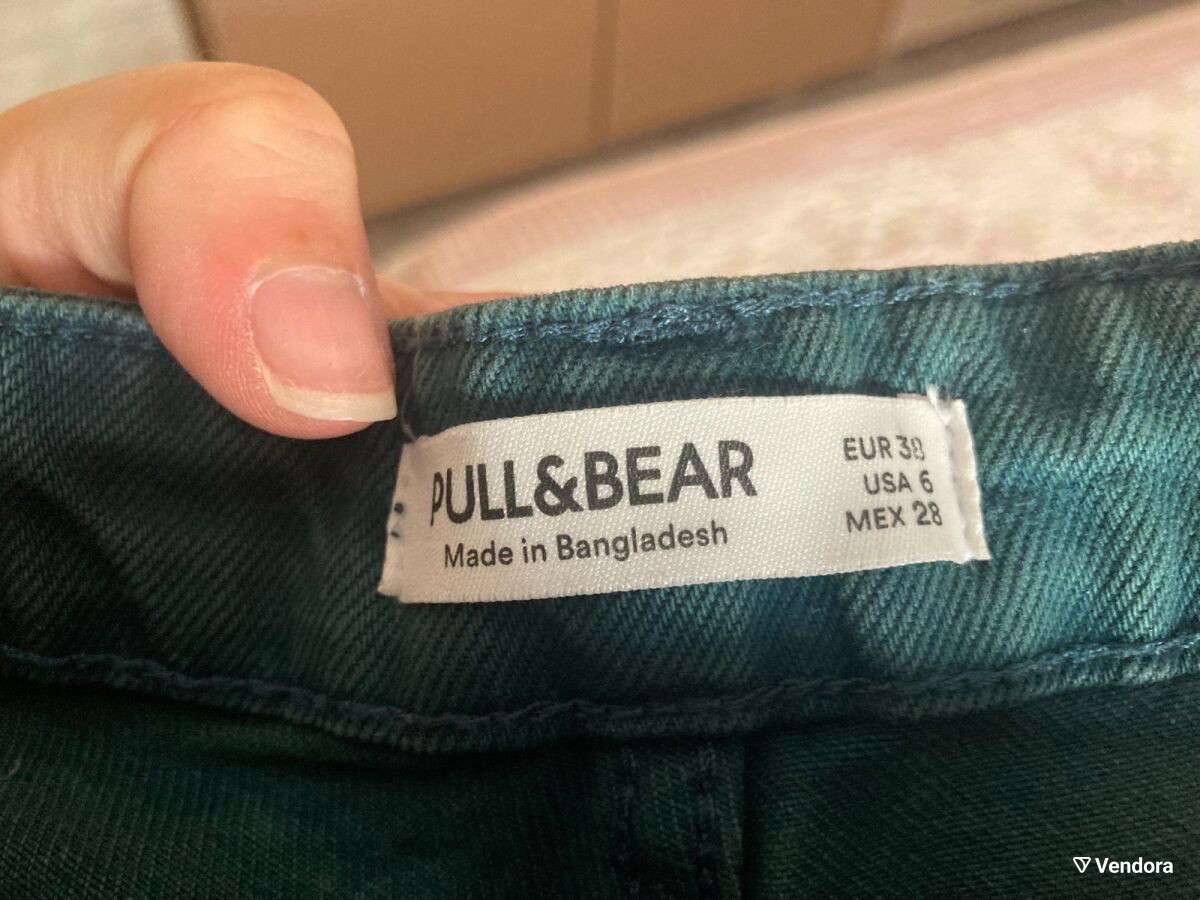 PULL&BEAR
Made in Bangladesh
EUR 38
USA 6
MEX 28
Vendora